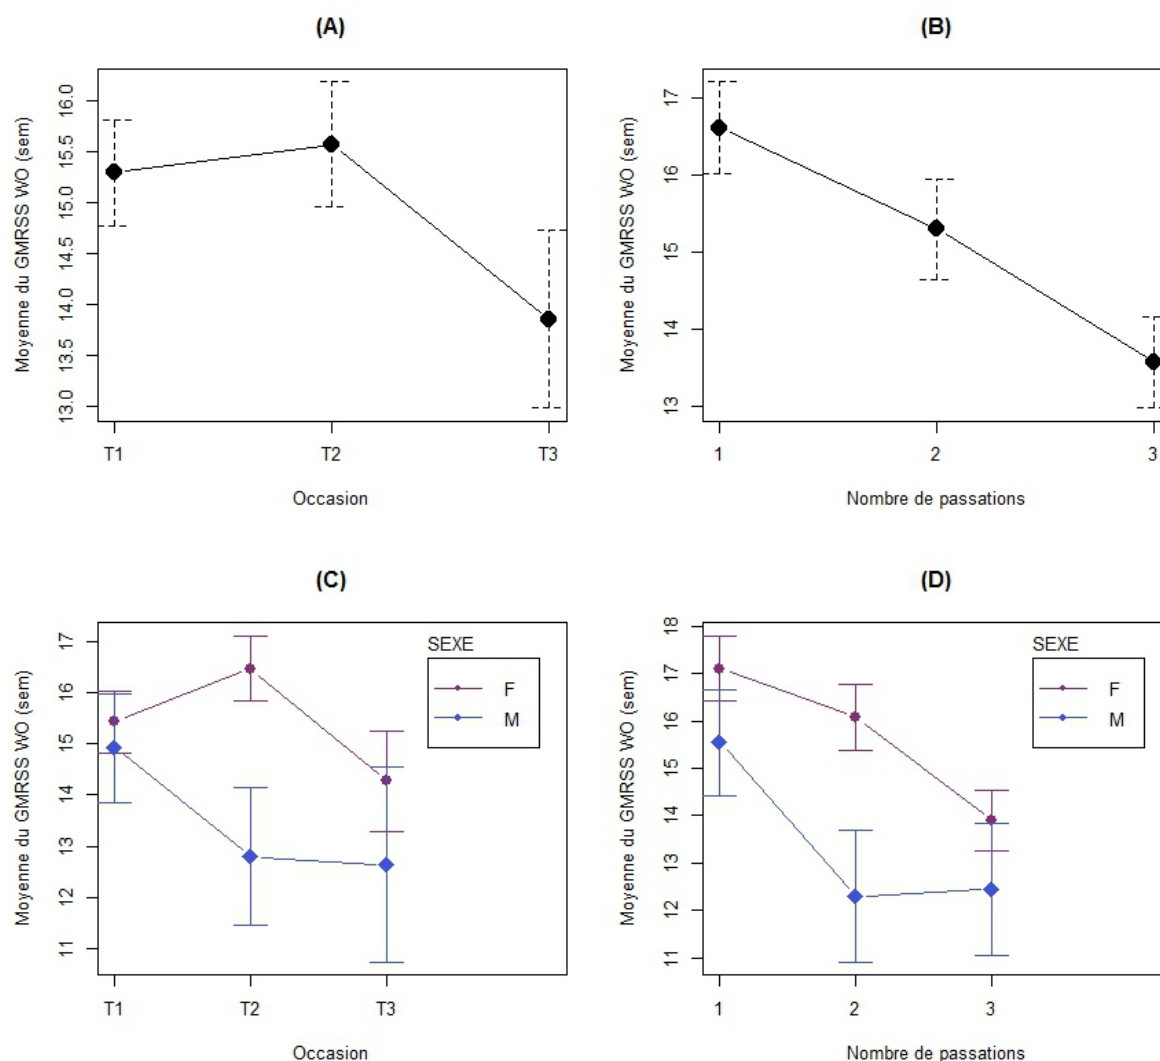 (A)
Moyenne du GMRSS WO (sem)
16.0
15.5
15.0
14.5
14.0
13.5
13.0
T1 T2 T3
Occasion
(B)
Moyenne du GMRSS WO (sem)
17
16
15
14
13
1 2 3
Nombre de passations
(C)
Moyenne du GMRSS WO (sem)
17
16
15
14
13
12
11
SEXE
F
M
T1 T2 T3
Occasion
(D)
Moyenne du GMRSS WO (sem)
18
17
16
15
14
13
12
11
SEXE
F
M
1 2 3
Nombre de passations